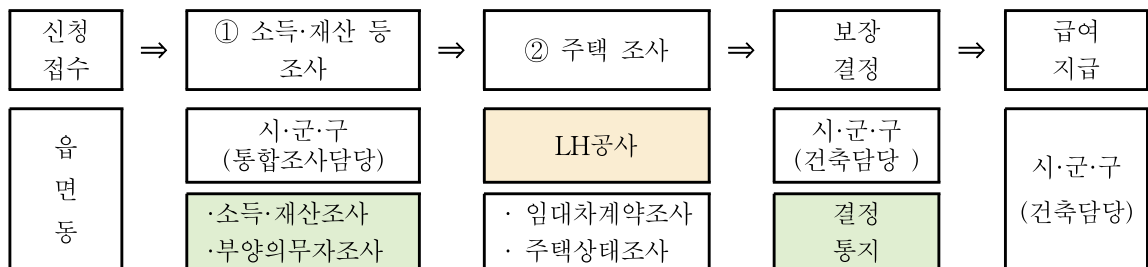 신청
접수
⇒
① 소득·재산 등
조사
⇒
② 주택 조사
⇒
보장
결정
⇒
급여
지급
읍
면
동
시·군·구
(통합조사담당)
·소득·재산조사
·부양의무자조사
LH공사
· 임대차계약조사
· 주택상태조사
시·군·구
(건축담당 )
결정
통지
시·군·구
(건축담당)